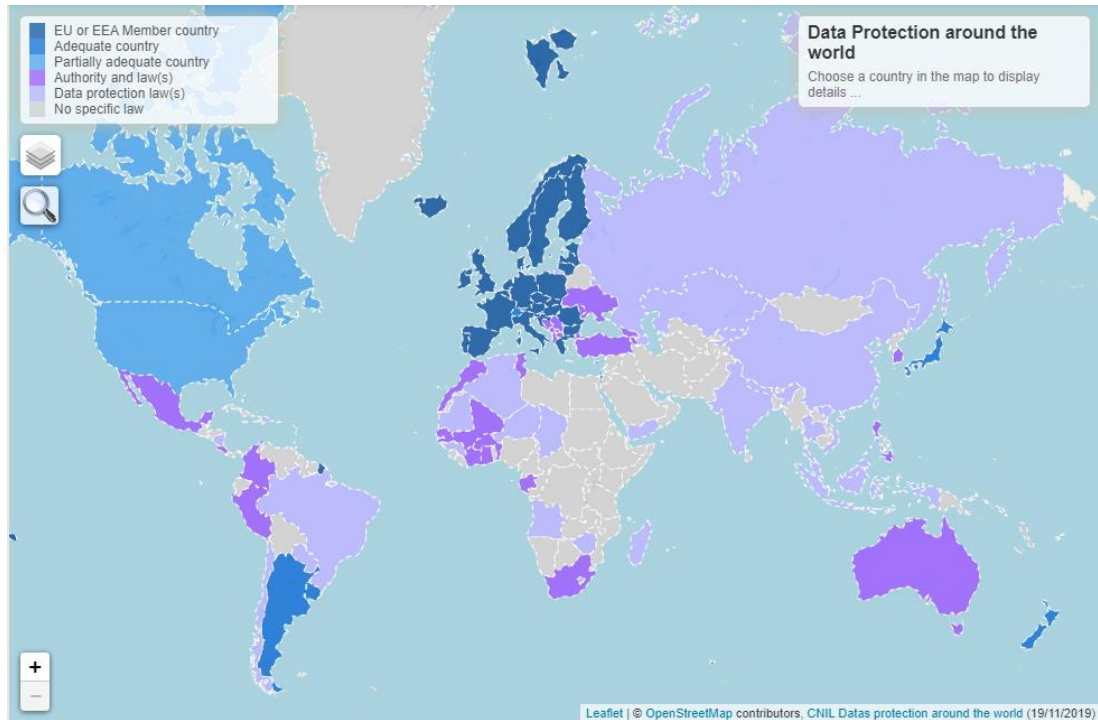 EU or EEA Member country
Adequate country
Partially adequate country
Authority and law(s)
Data protection law(s)
No specific law
Data Protection around the
world
Choose a country in the map to display
details ...
+
−
Leaflet | © OpenStreetMap contributors, CNIL Datas protection around the world (19/11/2019)